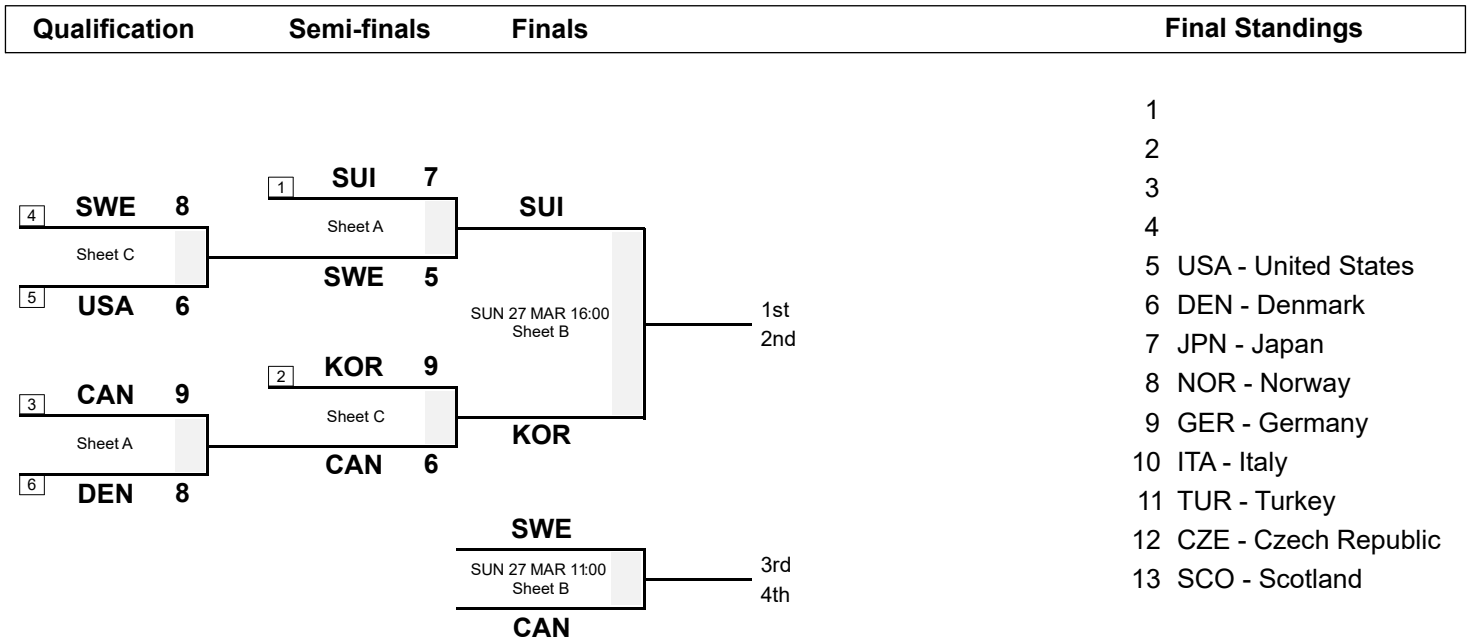 Qualification Semi-finals Finals Final Standings
4 SWE 8
Sheet C
5 USA 6
3 CAN 9
Sheet A
6 DEN 8
1 SUI 7
Sheet A
SWE 5
2 KOR 9
Sheet C
CAN 6
SUI
SUN 27 MAR 16:00
Sheet B
KOR
1st
2nd
SWE
SUN 27 MAR 11:00
Sheet B
CAN
3rd
4th
1
2
3
4
5 USA - United States
6 DEN - Denmark
7 JPN - Japan
8 NOR - Norway
9 GER - Germany
10 ITA - Italy
11 TUR - Turkey
12 CZE - Czech Republic
13 SCO - Scotland